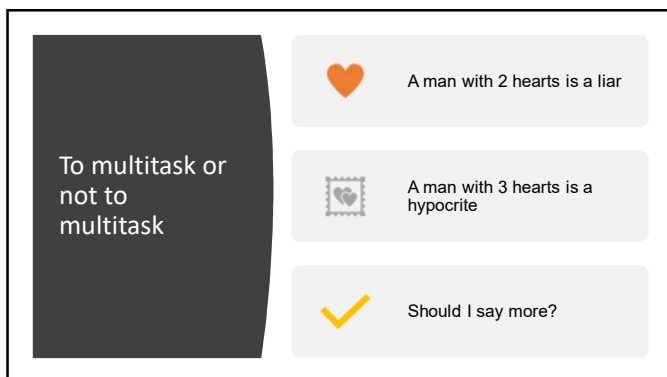 To multitask or
not to
multitask
A man with 2 hearts is a liar
A man with 3 hearts is a
hypocrite
Should I say more?